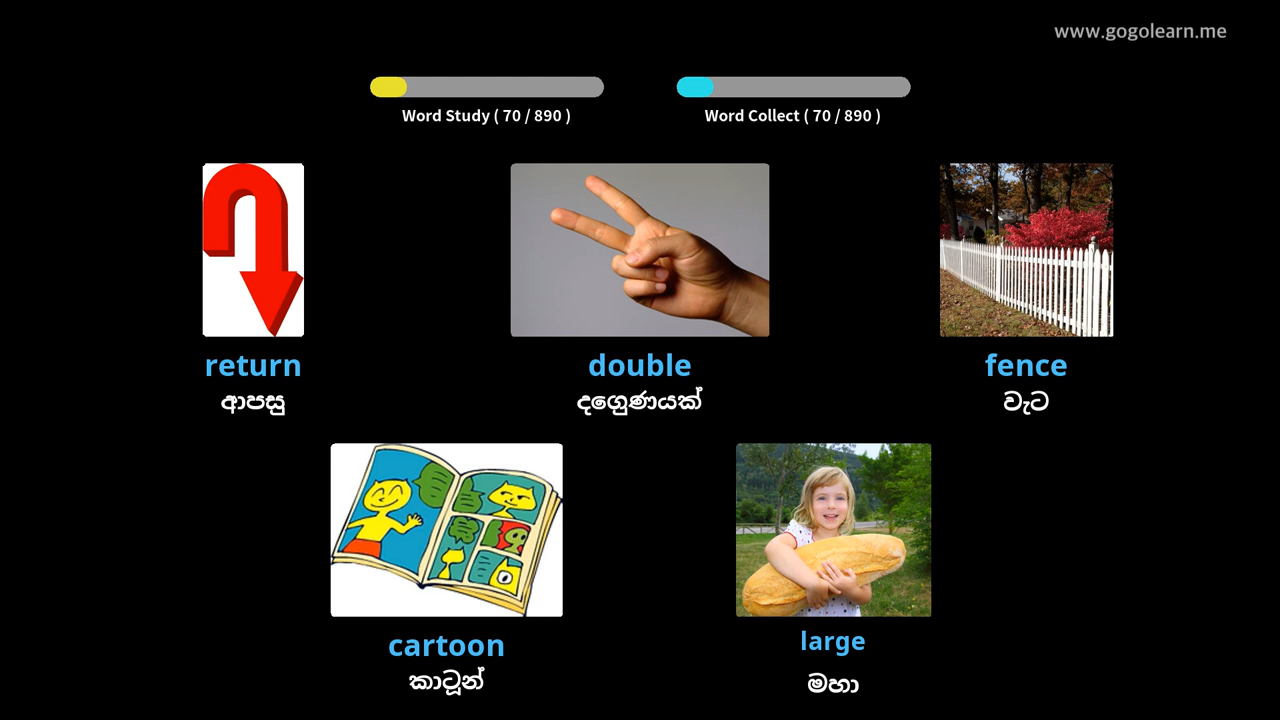 www.gogolearn.me
Word Study ( 70 / 890 )
Word Collect ( 70 / 890 )
return
ආපසු
double
දෙගුණයක්
fence
වැට
cartoon
කාටූන්
large
මහා